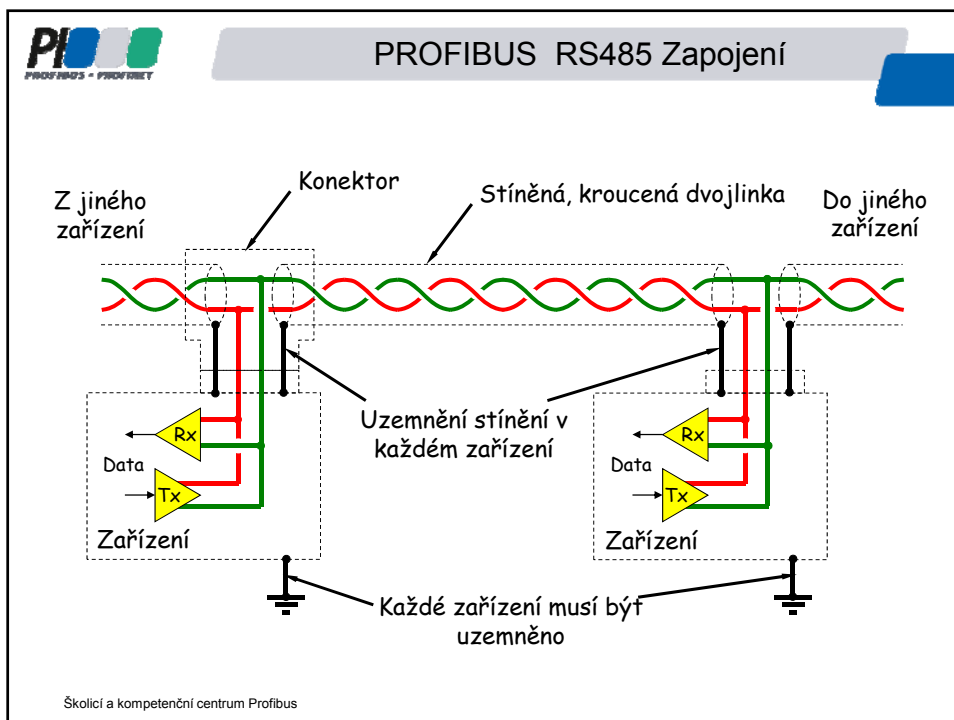 PI
PROFIBUS • PROFINET
PROFIBUS RS485 Zapojení
Z jiného
zařízení
Konektor
Stíněná, kroucená dvojlinka
Do jiného
zařízení
Uzemnění stínění v
každém zařízení
Rx
Data
Tx
Zařízení
Rx
Data
Tx
Zařízení
Každé zařízení musí být
uzemněno
Školicí a kompetenční centrum Profibus